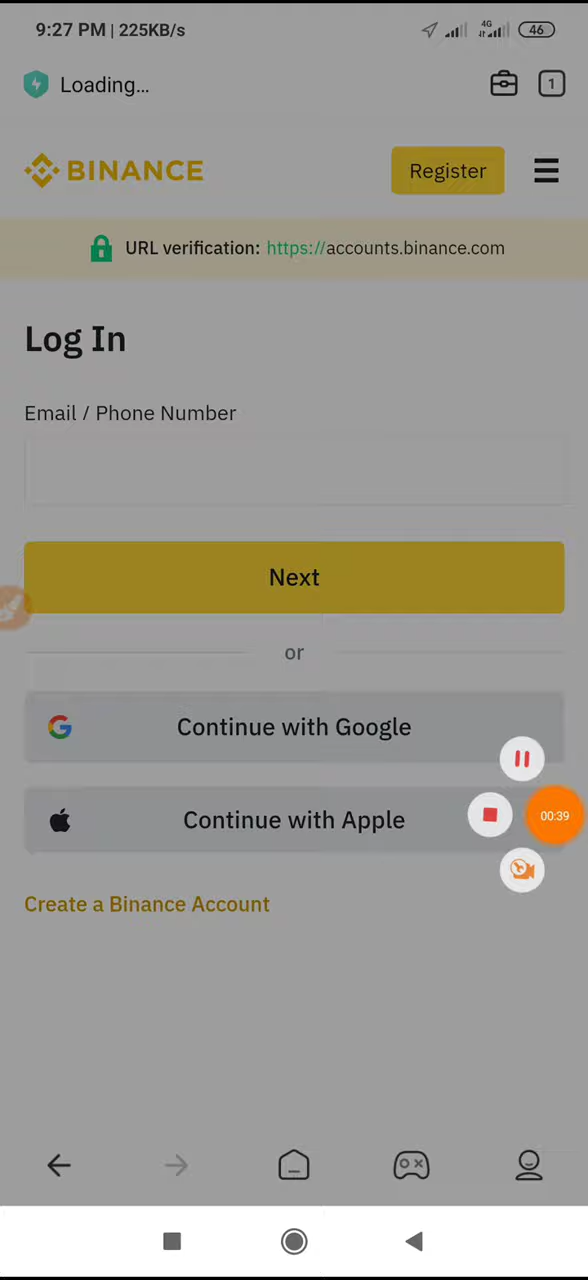 9:27 PM | 225KB/s 4G 46
Loading... 1
BINANCE Register
URL verification: https://accounts.binance.com
Log In
Email / Phone Number
Next
or
Continue with Google
Continue with Apple
00:39
Create a Binance Account